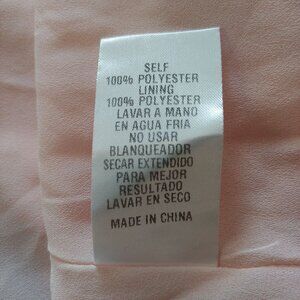 SELF
100% POLYESTER
LINING
100% POLYESTER
LAVAR A MANO
EN AGUA FRIA
NO USAR
BLANQUEADOR
SECAR EXTENDIDO
PARA MEJOR
RESULTADO
LAVAR EN SECO
MADE IN CHINA